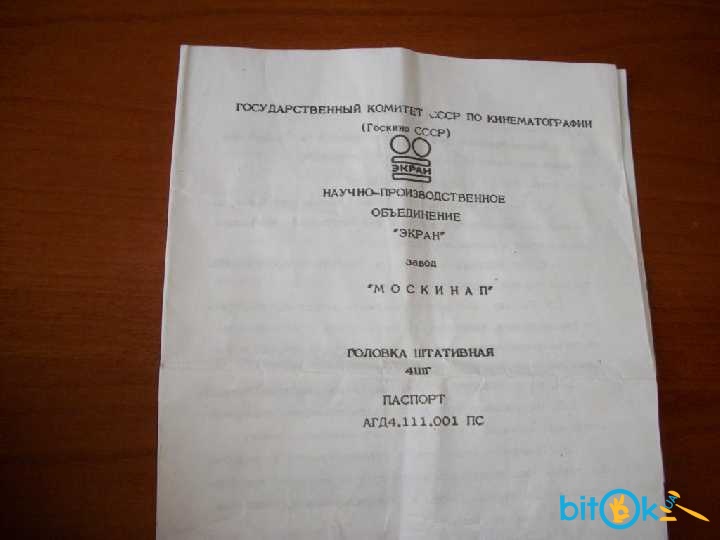 ГОСУДАРСТВЕННЫЙ КОМИТЕТ СССР ПО КИНЕМАТОГРАФИИ
(Госкино СССР)
ЭКРАН
НАУЧНО-ПРОИЗВОДСТВЕННОЕ
ОБЪЕДИНЕНИЕ
"ЭКРАН"
завод
"МОСКИНАП"
ГОЛОВКА ШТАТИВНАЯ
4ШГ
ПАСПОРТ
АГД4.111.001 ПС
bitOk
UA